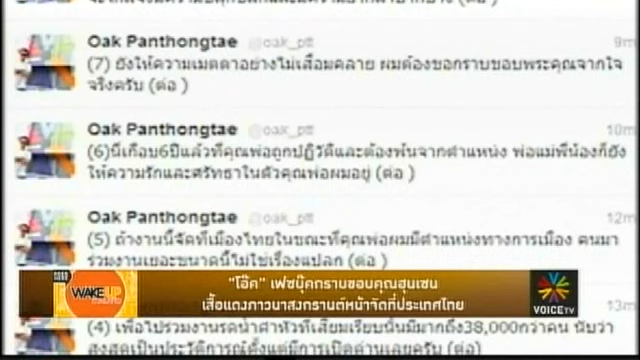 Oak Panthongtae @oak_ptt 9m
(7) ยังให้ความเมตตาอย่างไม่เสื่อมคลาย ผมต้องขอกราบขอบพระคุณจากใจ
จริงครับ (ต่อ )
Oak Panthongtae @oak_ptt 10m
(6)นี่เกือบ6ปีแล้วที่คุณพ่อถูกปฏิวัติและต้องพ้นจากตำแหน่ง พ่อแม่พี่น้องก็ยัง
ให้ความรักและศรัทธาในตัวคุณพ่อผมอยู่ (ต่อ )
Oak Panthongtae @oak_ptt 12m
(5) ถ้างานนี้จัดที่เมืองไทยในขณะที่คุณพ่อผมมีตำแหน่งทางการเมือง คนมา
ร่วมงานเยอะขนาดนี้ไม่ใช่เรื่องแปลก (ต่อ )
WAKE UP
"โอ๊ค" เฟซบุ๊คกราบขอบคุณฮุนเซน
เสื้อแดงภาวนาสงกรานต์หน้าจัดที่ประเทศไทย
VOICETV
13m
(4) เพื่อไปร่วมงานรดน้ำดำหัวที่เสียมเรียบนั้นมีมากถึง38,000กว่าคน นับว่า
สูงสุดเป็นประวัติการณ์ตั้งแต่มีการเปิดด่านเลยครับ (ต่อ)